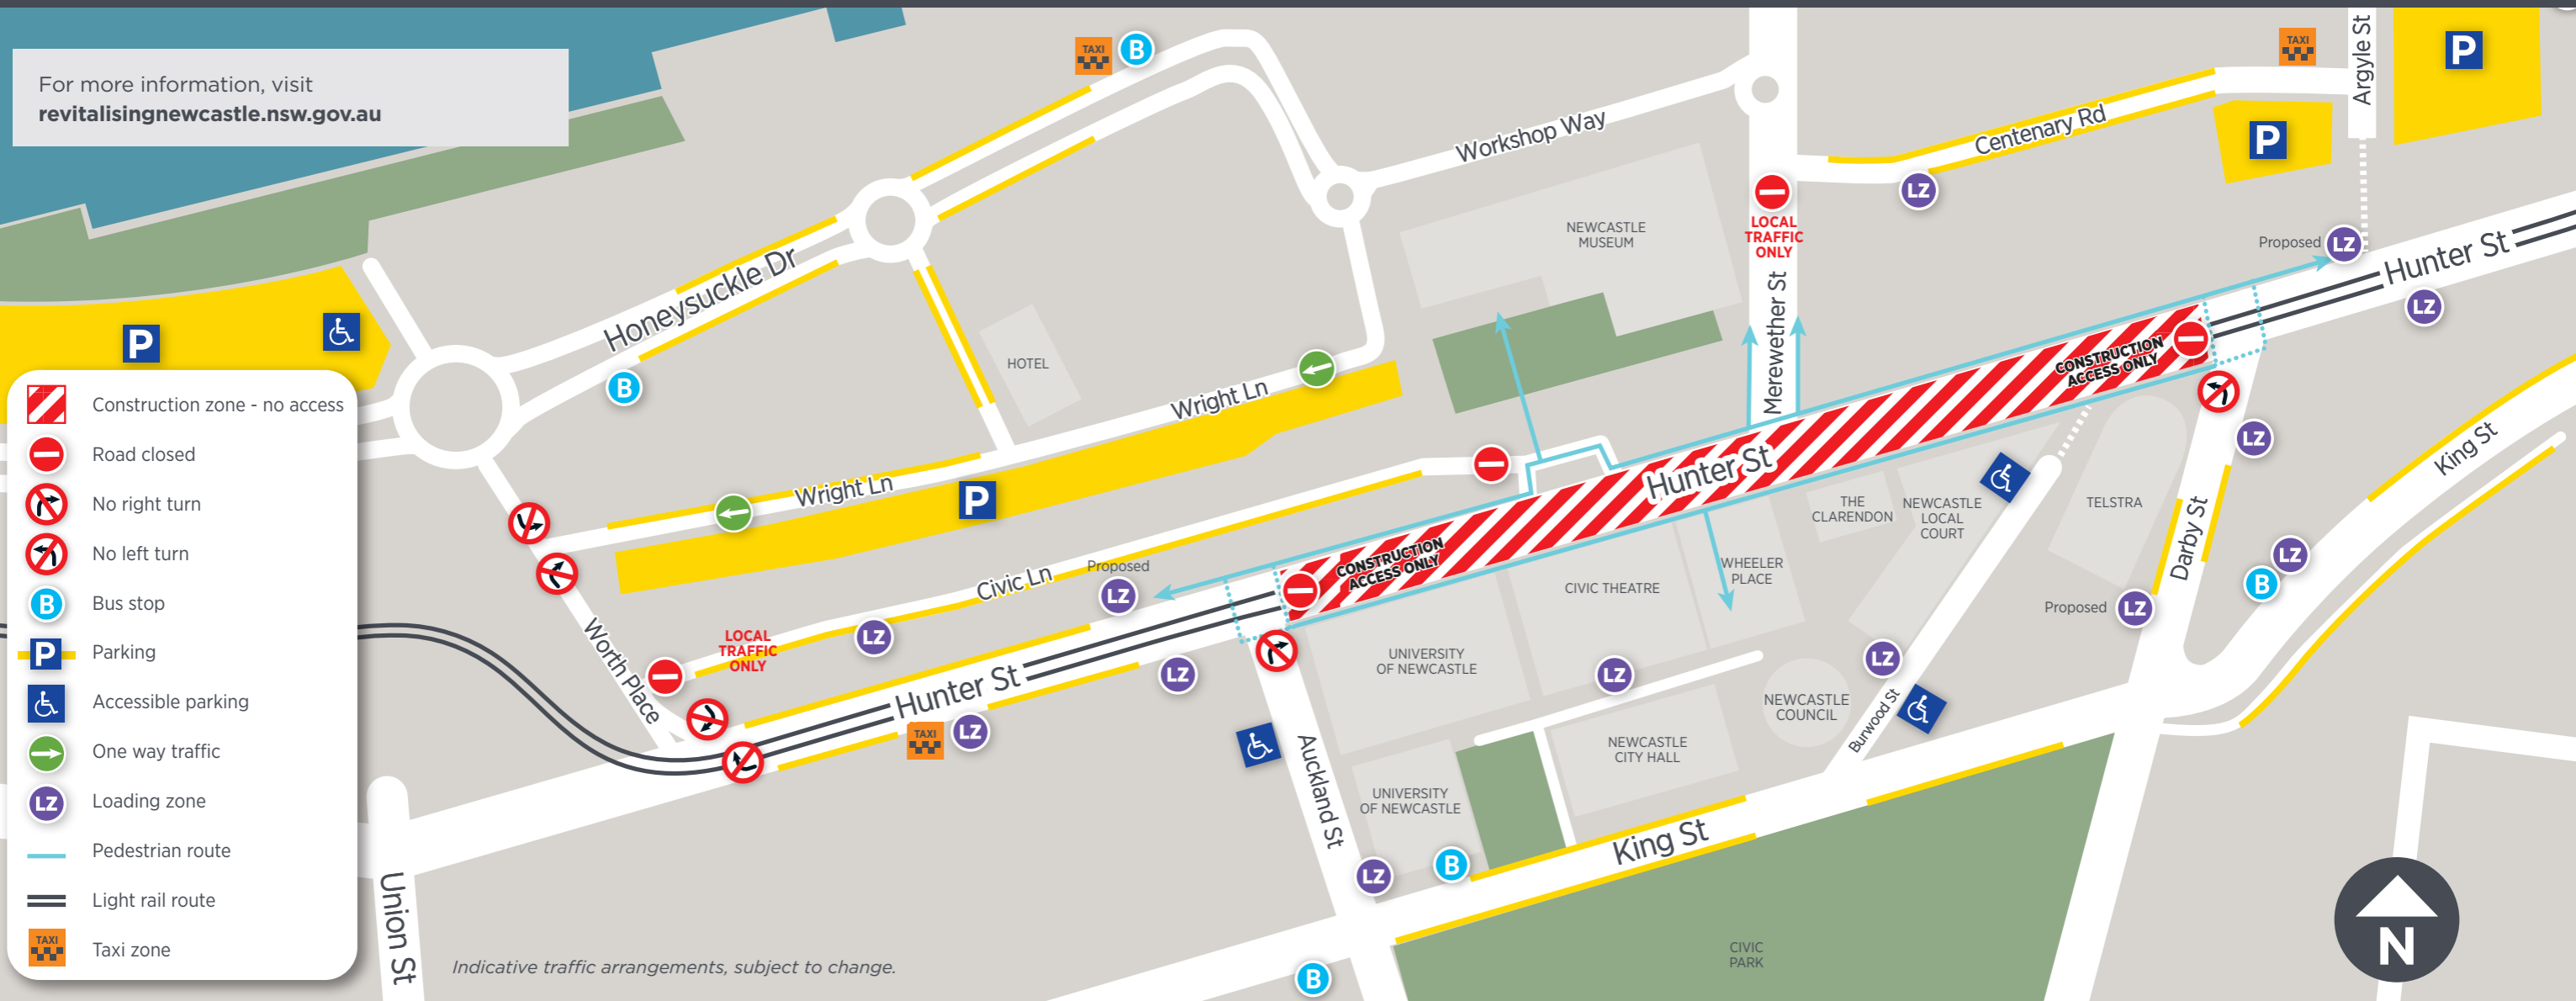 For more information, visit
revitalisingnewcastle.nsw.gov.au
TAXI
B
Workshop Way
Centenary Rd
TAXI
Argyle St
P
P
LZ
LOCAL
TRAFFIC
ONLY
NEWCASTLE
MUSEUM
Merewether St
Proposed
LZ
Hunter St
LZ
Honeysuckle Dr
B
HOTEL
Wright Ln
Wright Ln
P
P
Civic Ln
Proposed
LZ
LZ
LOCAL
TRAFFIC
ONLY
Worth Place
Hunter St
TAXI
LZ
LZ
CONSTRUCTION
ACCESS ONLY
Hunter St
CONSTRUCTION
ACCESS ONLY
THE
CLARENDON
NEWCASTLE
LOCAL
COURT
TELSTRA
LZ
King St
Darby St
LZ
B
Proposed
LZ
WHEELER
PLACE
CIVIC THEATRE
UNIVERSITY
OF NEWCASTLE
LZ
LZ
NEWCASTLE
COUNCIL
Burwood St
NEWCASTLE
CITY HALL
Auckland St
UNIVERSITY
OF NEWCASTLE
LZ
B
King St
B
CIVIC
PARK
N
Construction zone - no access
Road closed
No right turn
No left turn
B Bus stop
P Parking
Accessible parking
One way traffic
LZ Loading zone
Pedestrian route
Light rail route
TAXI Taxi zone
Union St
Indicative traffic arrangements, subject to change.